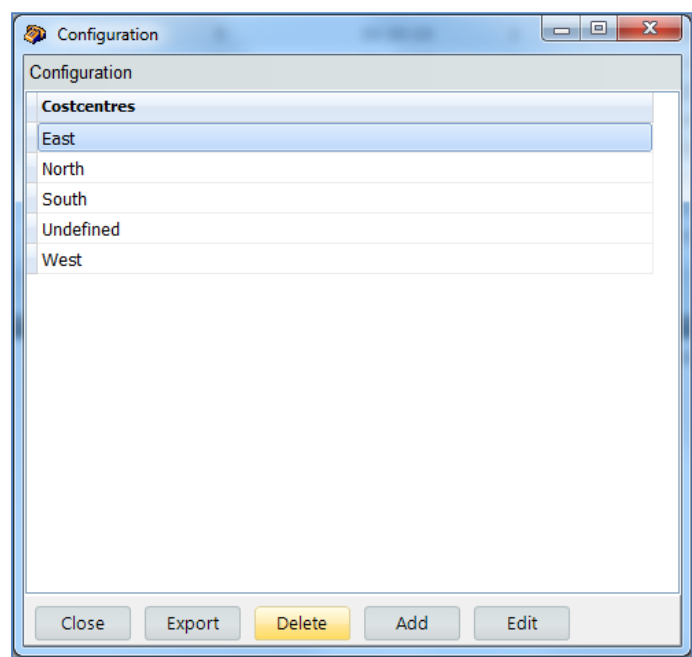 Configuration
Configuration
Costcentres
East
North
South
Undefined
West
Close Export Delete Add Edit